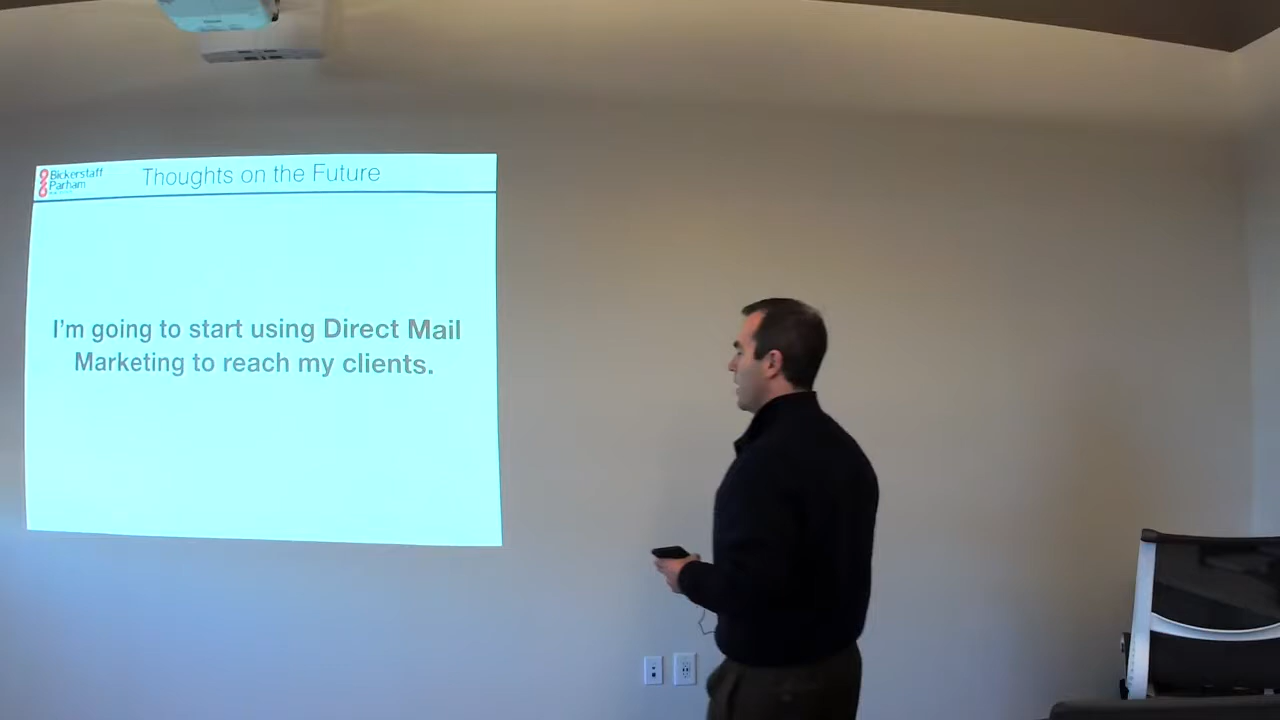 Bickerstaff
Parham
Thoughts on the Future
I'm going to start using Direct Mail
Marketing to reach my clients.